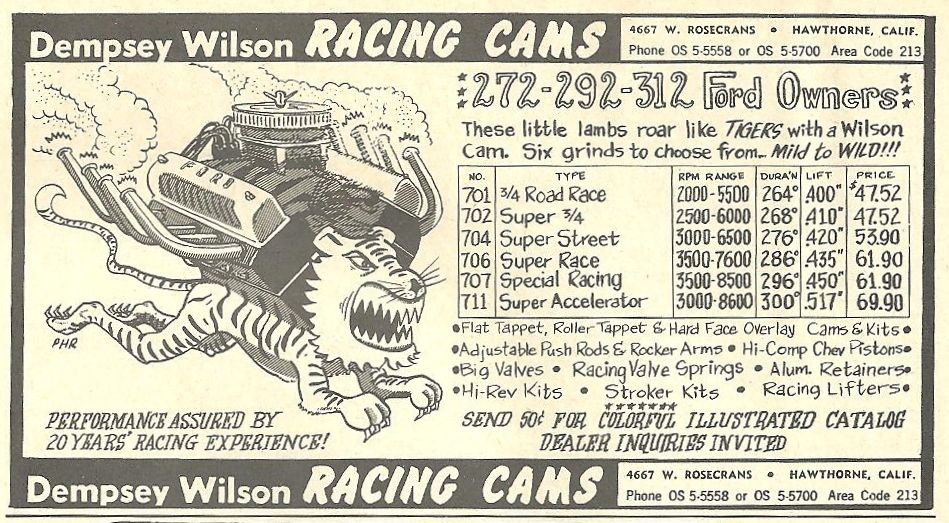 Dempsey Wilson RACING CAMS
4667 W. ROSECRANS • HAWTHORNE, CALIF.
Phone OS 5-5558 or OS 5-5700 Area Code 213
272-292-312 Ford Owners
These little lambs roar like TIGERS with a Wilson
Cam. Six grinds to choose from... Mild to WILD!!!
NO. TYPE RPM RANGE DURA'N LIFT PRICE
701 3/4 Road Race 2000-5500 264° .400" $47.52
702 Super 3/4 2500-6000 268° .410" 47.52
704 Super Street 3000-6500 276° .420" 53.90
706 Super Race 3500-7600 286° .435" 61.90
707 Special Racing 3500-8500 296° .450" 61.90
711 Super Accelerator 3000-8600 300° .517" 69.90
•Flat Tappet, Roller Tappet & Hard Face Overlay Cams & Kits•
•Adjustable Push Rods & Rocker Arms • Hi-Comp Chev Pistons•
•Big Valves • Racing Valve Springs • Alum. Retainers•
•Hi-Rev Kits • Stroker Kits • Racing Lifters•
SEND 50¢ FOR COLORFUL ILLUSTRATED CATALOG
DEALER INQUIRIES INVITED
FORD
PHR
PERFORMANCE ASSURED BY
20 YEARS' RACING EXPERIENCE!
Dempsey Wilson RACING CAMS
4667 W. ROSECRANS • HAWTHORNE, CALIF.
Phone OS 5-5558 or OS 5-5700 Area Code 213